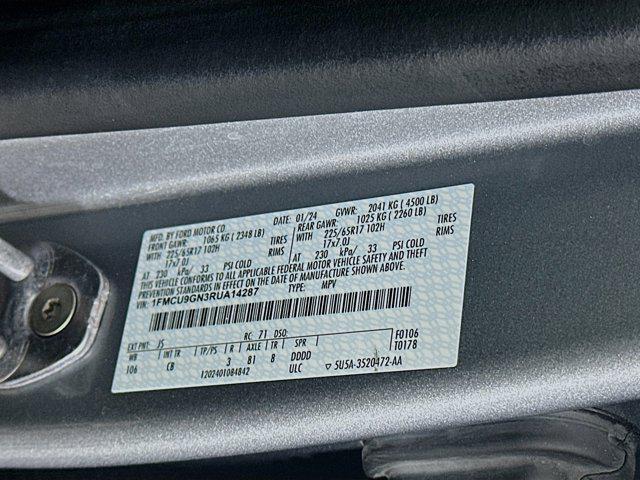 MFD. BY FORD MOTOR CO. DATE: 01/24 GVWR: 2041 KG ( 4500 LB)
FRONT GAWR: 1065 KG ( 2348 LB) REAR GAWR: 1025 KG ( 2260 LB)
WITH 225/65R17 102H TIRES WITH 225/65R17 102H TIRES
17x7.0J 17x7.0J
AT 230 kPa/ 33 PSI COLD AT 230 kPa/ 33 PSI COLD
THIS VEHICLE CONFORMS TO ALL APPLICABLE FEDERAL MOTOR VEHICLE SAFETY AND THEFT
PREVENTION STANDARDS IN EFFECT ON THE DATE OF MANUFACTURE SHOWN ABOVE.
VIN: 1FMCU9GN3RUA14287 TYPE: MPV
EXT PNT: JS RC: 71 DSO: F0106
WB INT TR TP/PS R AXLE TR SPR T0178
106 CB 3 81 8 DDDD
1202401084842 ULC ▽ 5U5A-3520472-AA